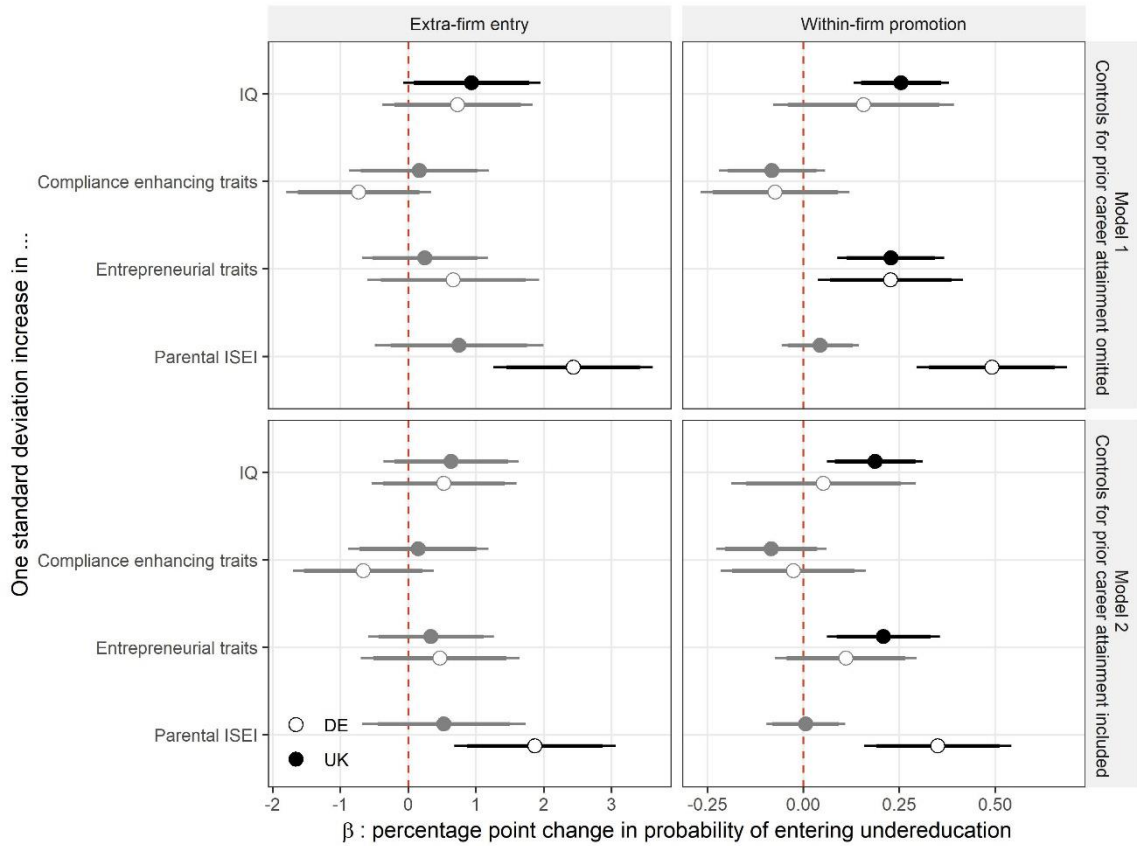 Extra-firm entry
Within-firm promotion
One standard deviation increase in ...
IQ
Compliance enhancing traits
Entrepreneurial traits
Parental ISEI
Model 1
Controls for prior career attainment omitted
IQ
Compliance enhancing traits
Entrepreneurial traits
Parental ISEI
DE
UK
Model 2
Controls for prior career attainment included
-2 -1 0 1 2 3
-0.25 0.00 0.25 0.50
β : percentage point change in probability of entering undereducation